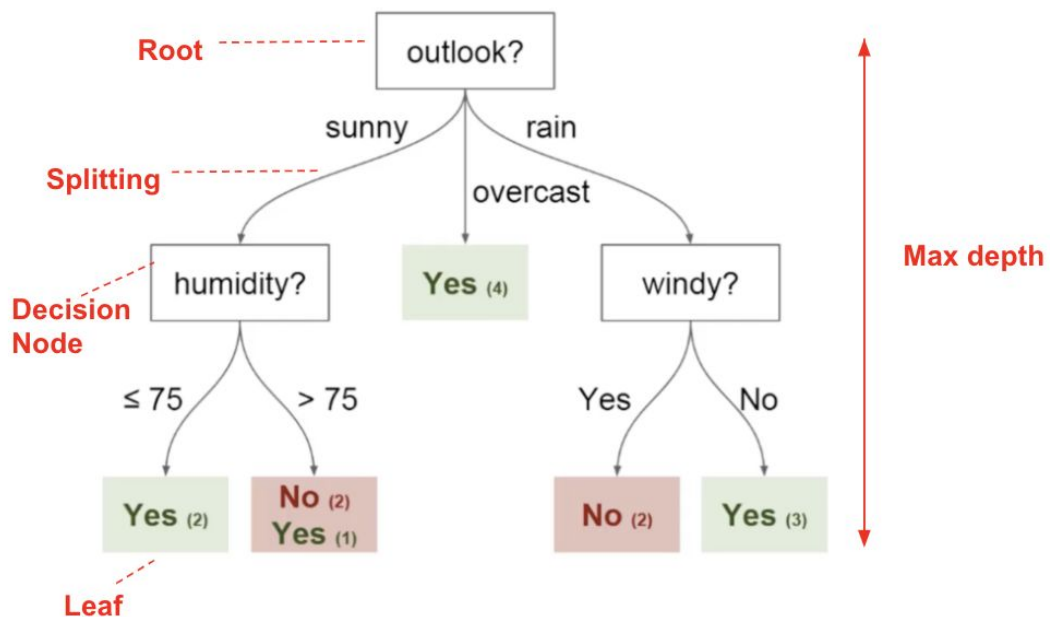 Root
outlook?
sunny
rain
Splitting
overcast
Max depth
humidity?
Yes (4)
windy?
Decision
Node
≤ 75
> 75
Yes
No
Yes (2)
No (2)
Yes (1)
No (2)
Yes (3)
Leaf